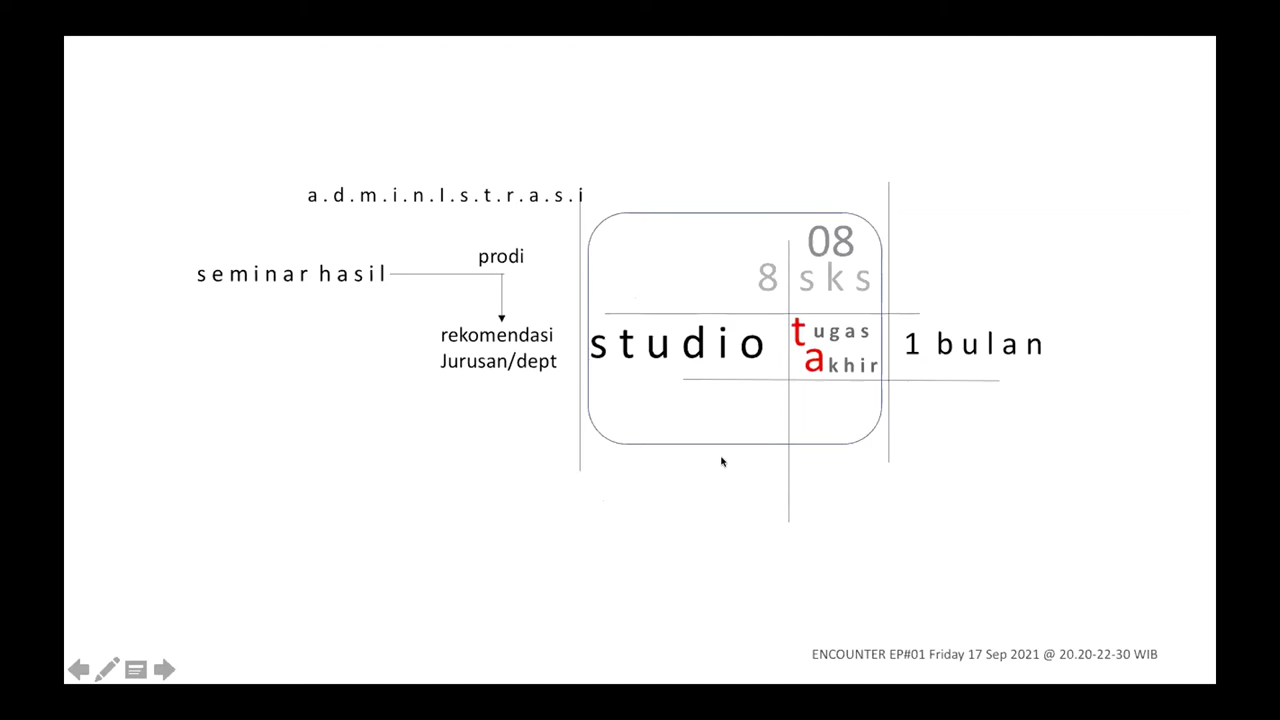 a.d.m.i.n.I.s.t.r.a.s.i
08
prodi
seminar hasil
8 sks
rekomendasi
Jurusan/dept
studio
tugas
akhir
1 bulan
ENCOUNTER EP#01 Friday 17 Sep 2021 @ 20.20-22-30 WIB